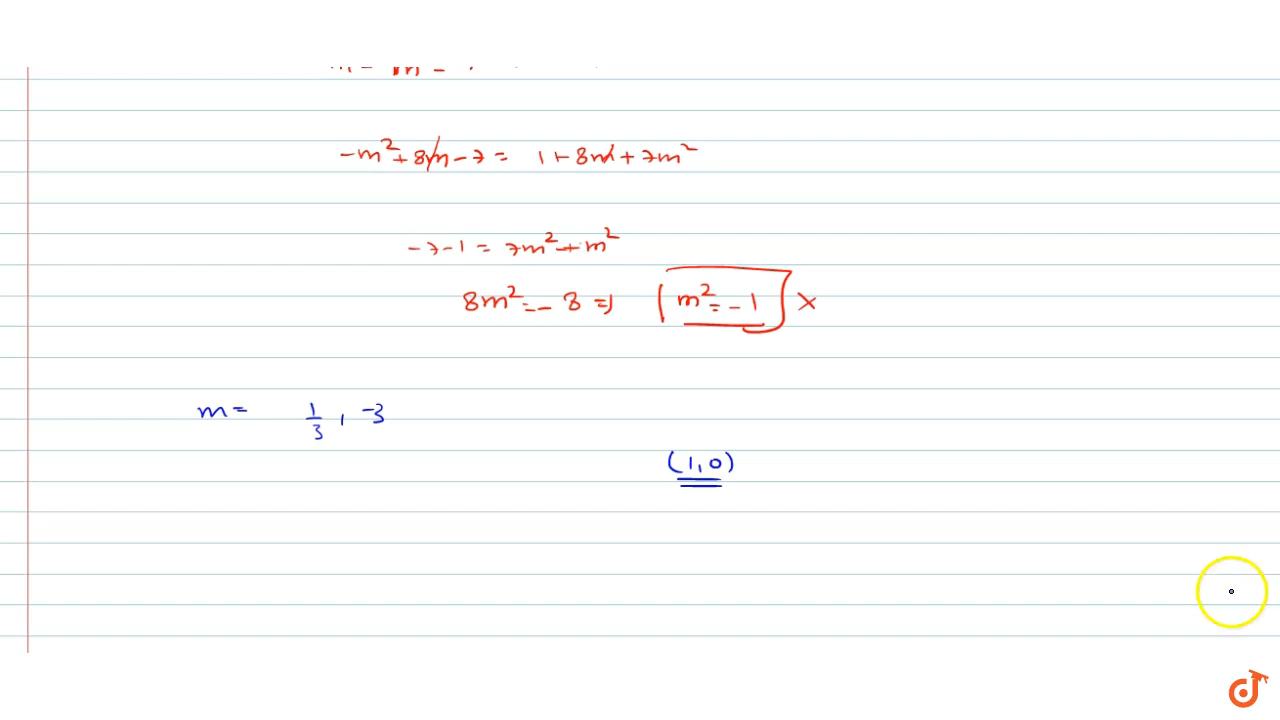 -m² + 8m - 7 = 1 + 8m + 7m²
-7-1 = 7m² + m²
8m² = - 8 ⇒ m² = - 1 ×
m = 1/3 , -3
(1, 0)